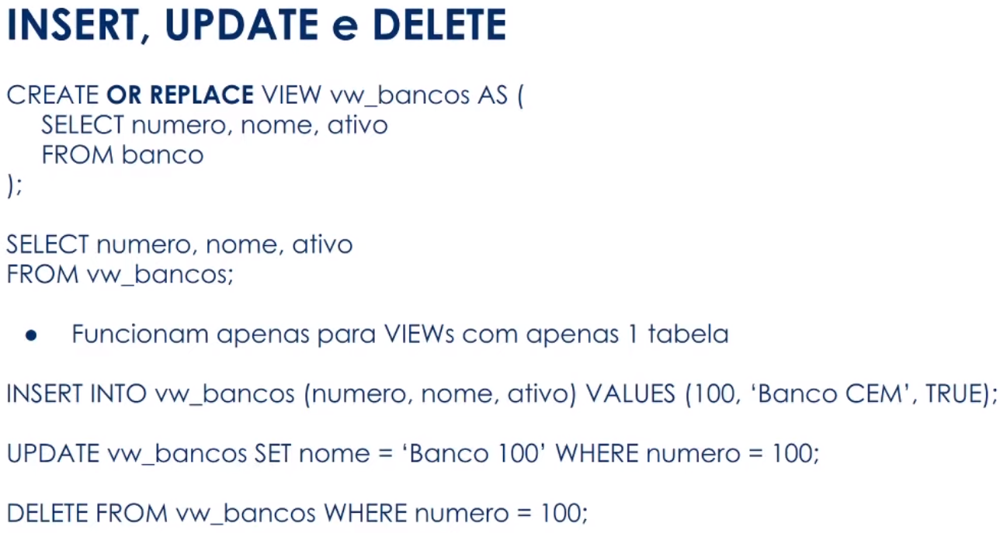 INSERT, UPDATE e DELETE
CREATE OR REPLACE VIEW vw_bancos AS (
SELECT numero, nome, ativo
FROM banco
);
SELECT numero, nome, ativo
FROM vw_bancos;
● Funcionam apenas para VIEWs com apenas 1 tabela
INSERT INTO vw_bancos (numero, nome, ativo) VALUES (100, ‘Banco CEM’, TRUE);
UPDATE vw_bancos SET nome = ‘Banco 100’ WHERE numero = 100;
DELETE FROM vw_bancos WHERE numero = 100;